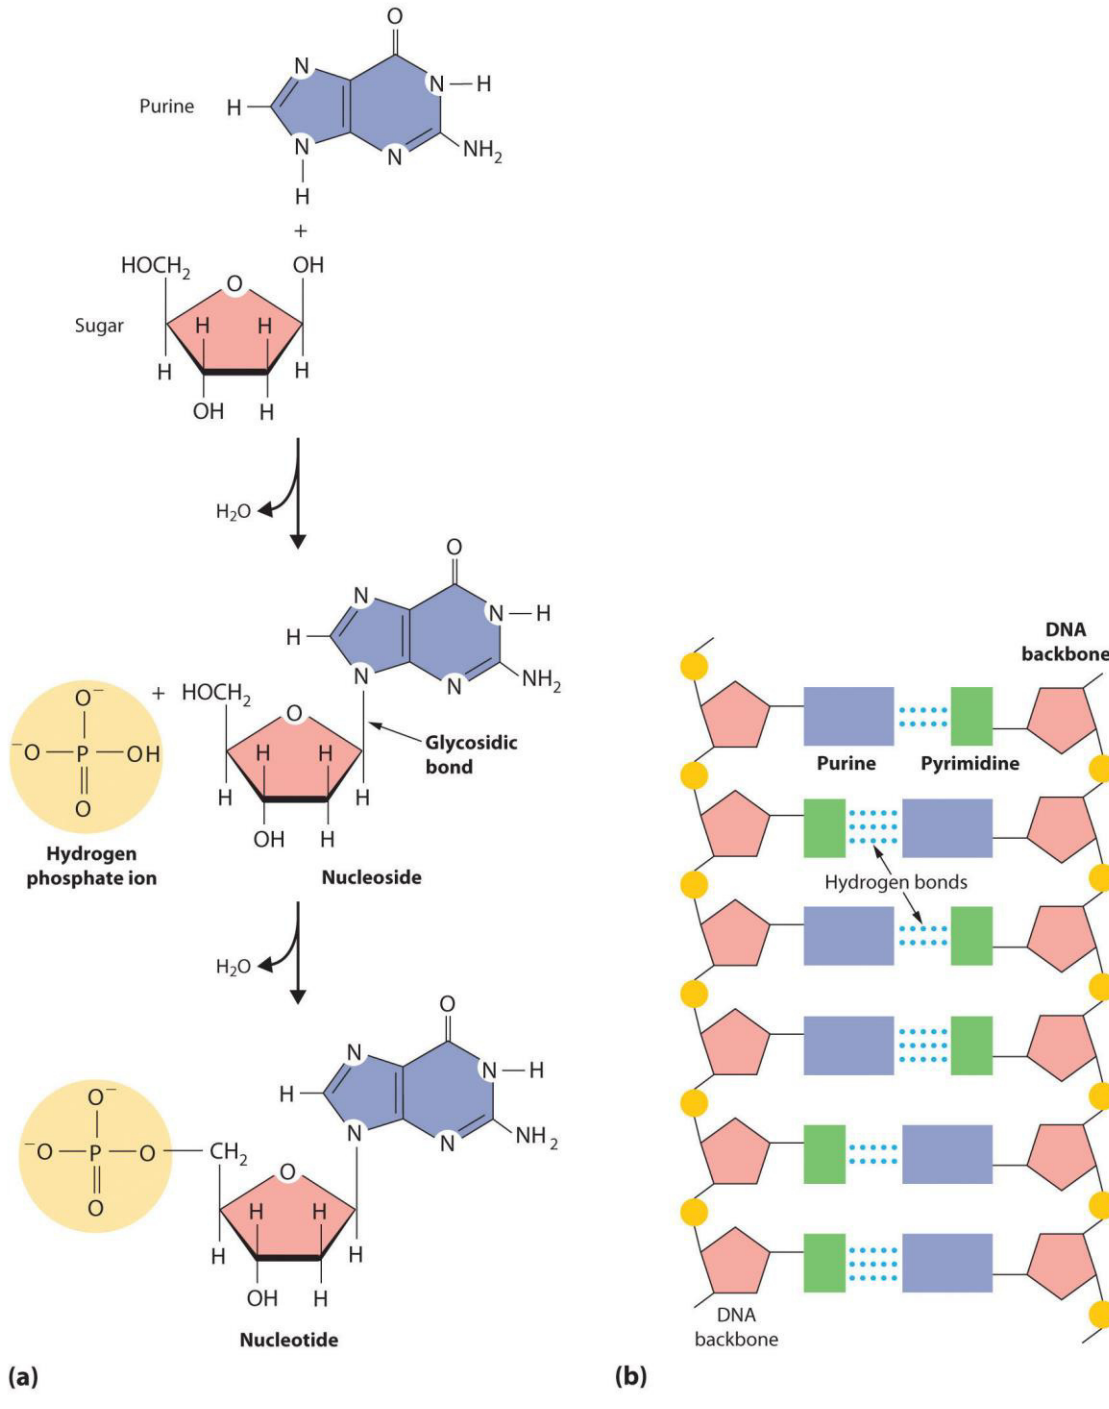 O
N
N — H
Purine
H
N
N
NH₂
H
+
HOCH₂
OH
O
Sugar
H
H
H
H
OH
H
H₂O
O
N
N — H
H
N
N
NH₂
+
HOCH₂
O⁻
⁻O — P — OH
O
O
Glycosidic
bond
H
H
H
H
OH
H
Hydrogen
phosphate ion
Nucleoside
H₂O
O
N
N — H
H
N
N
NH₂
O⁻
⁻O — P — O — CH₂
O
O
H
H
H
H
OH
H
Nucleotide
(a)
DNA
backbone
Purine
Pyrimidine
Hydrogen bonds
DNA
backbone
(b)